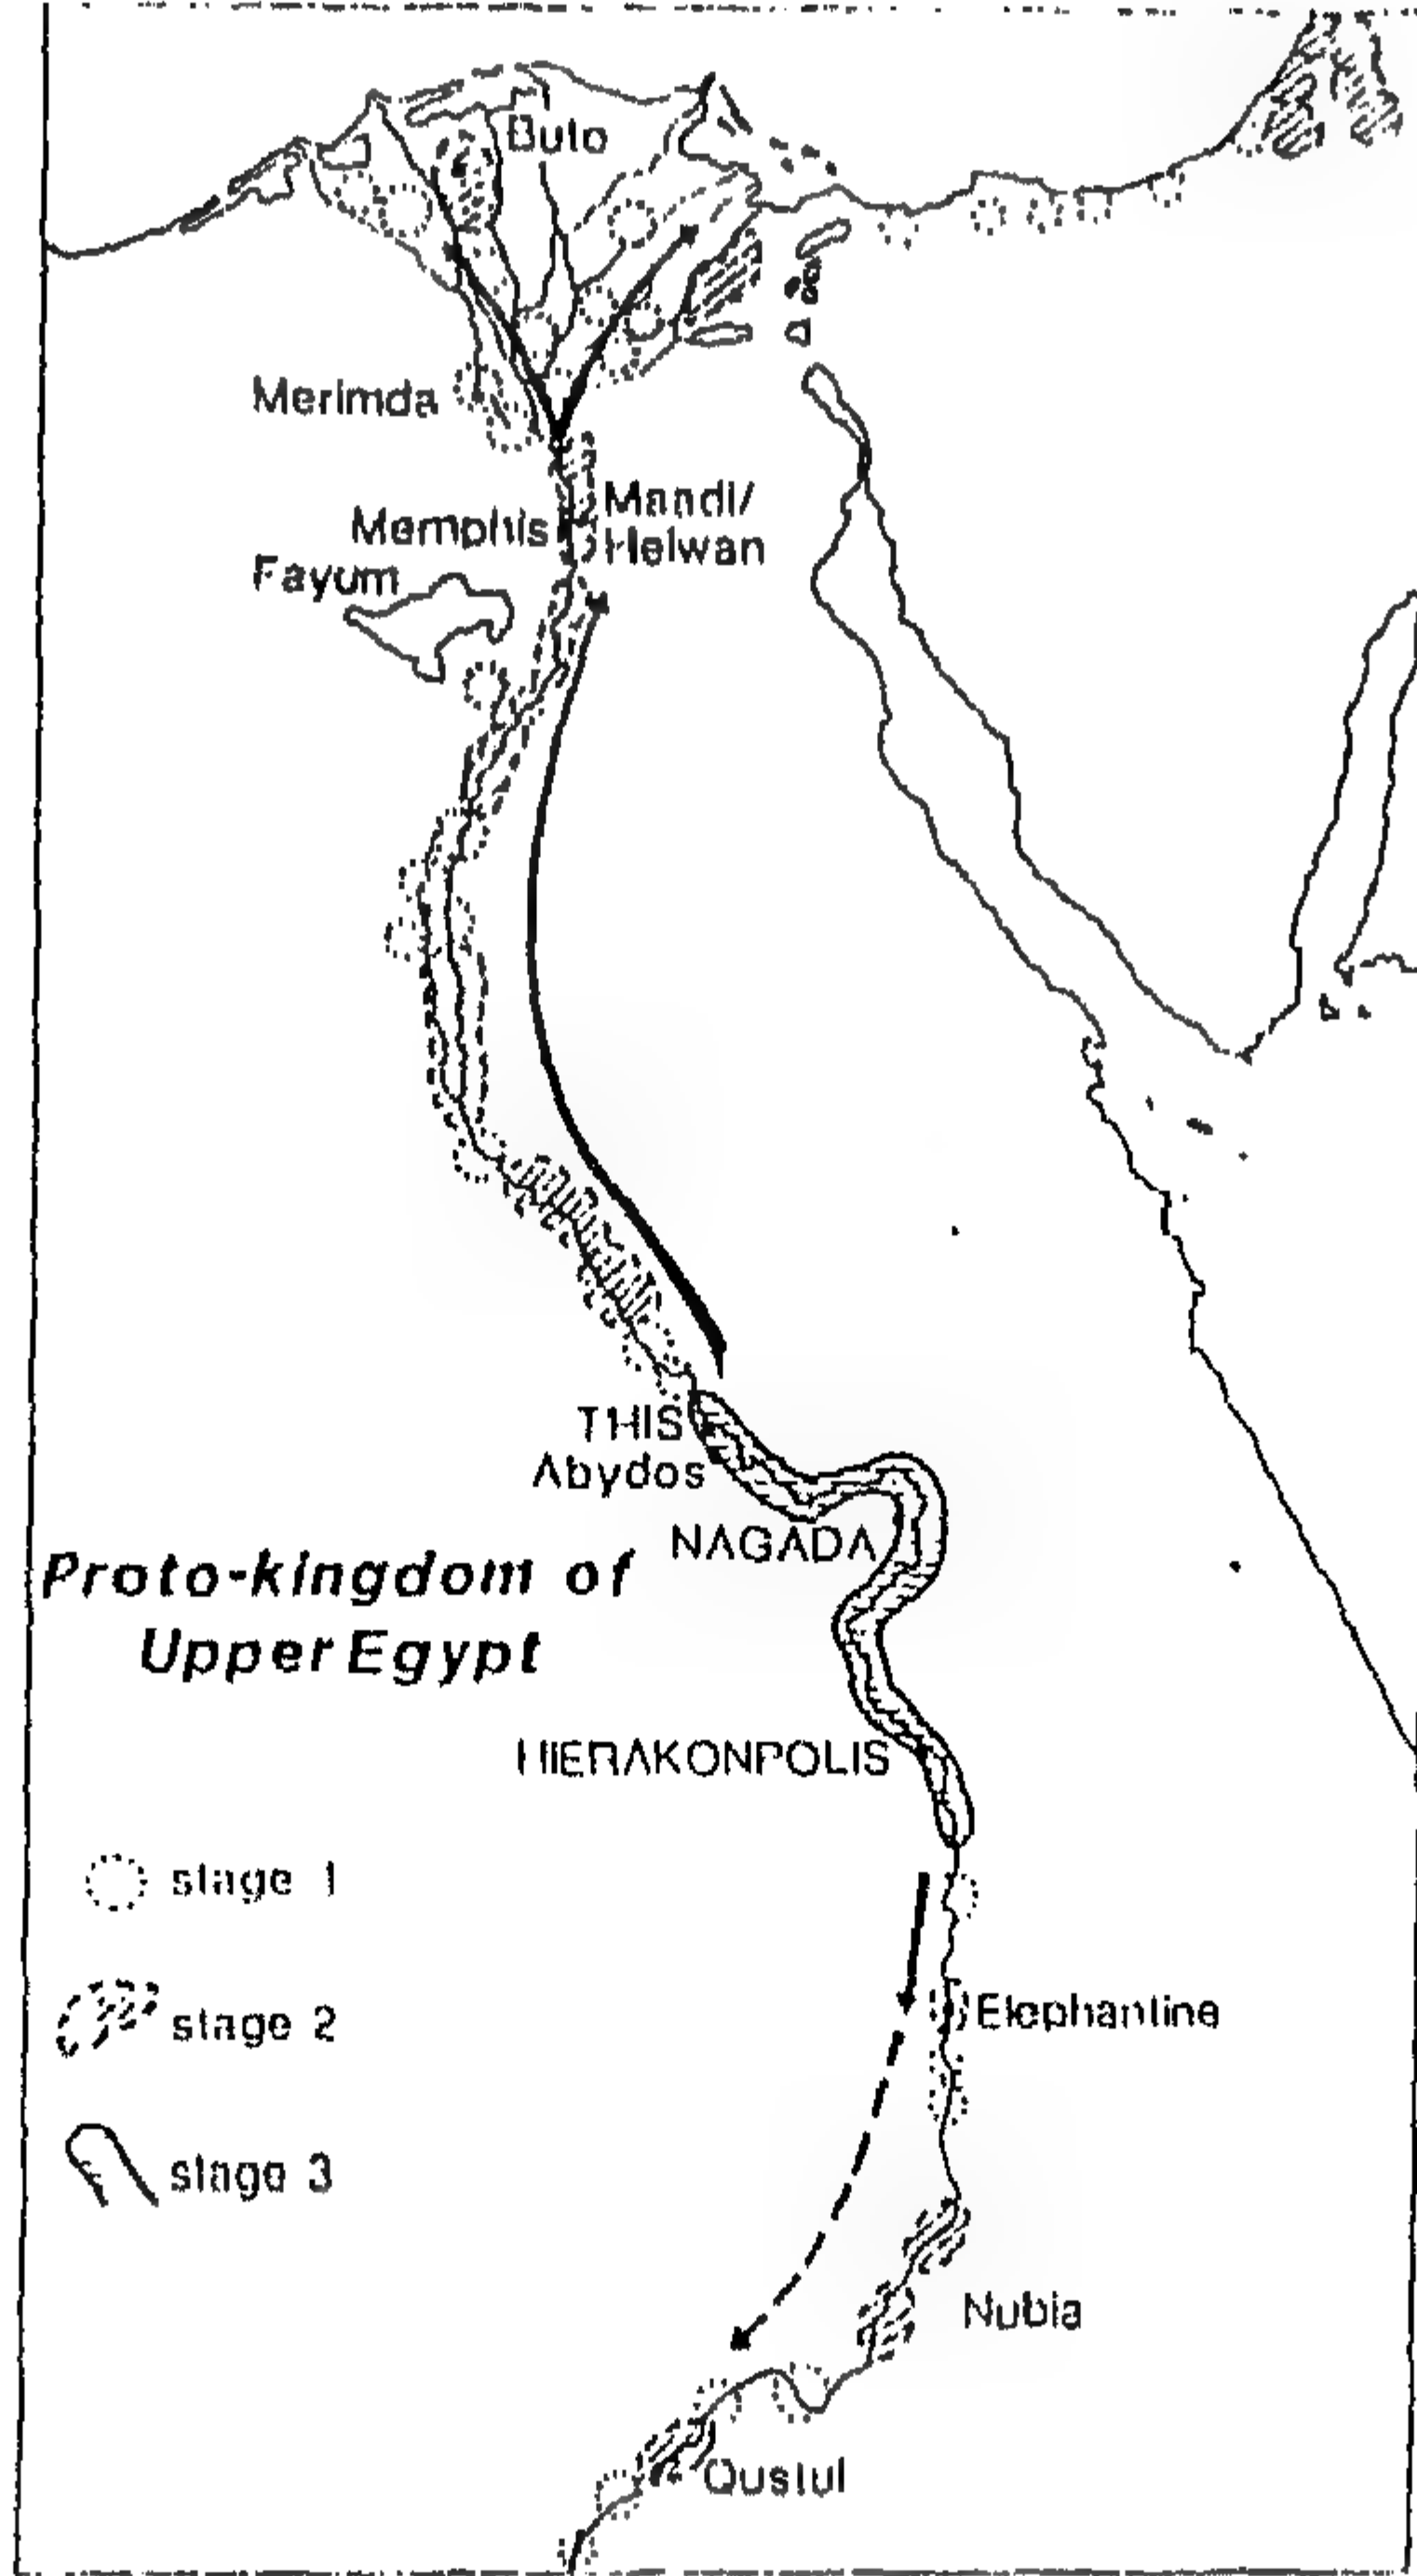 Buto
Merimda
Maadi/
Helwan
Memphis
Fayum
THIS
Abydos
NAGADA
Proto-kingdom of
Upper Egypt
HIERAKONPOLIS
stage 1
Elephantine
stage 2
stage 3
Nubia
Qustul